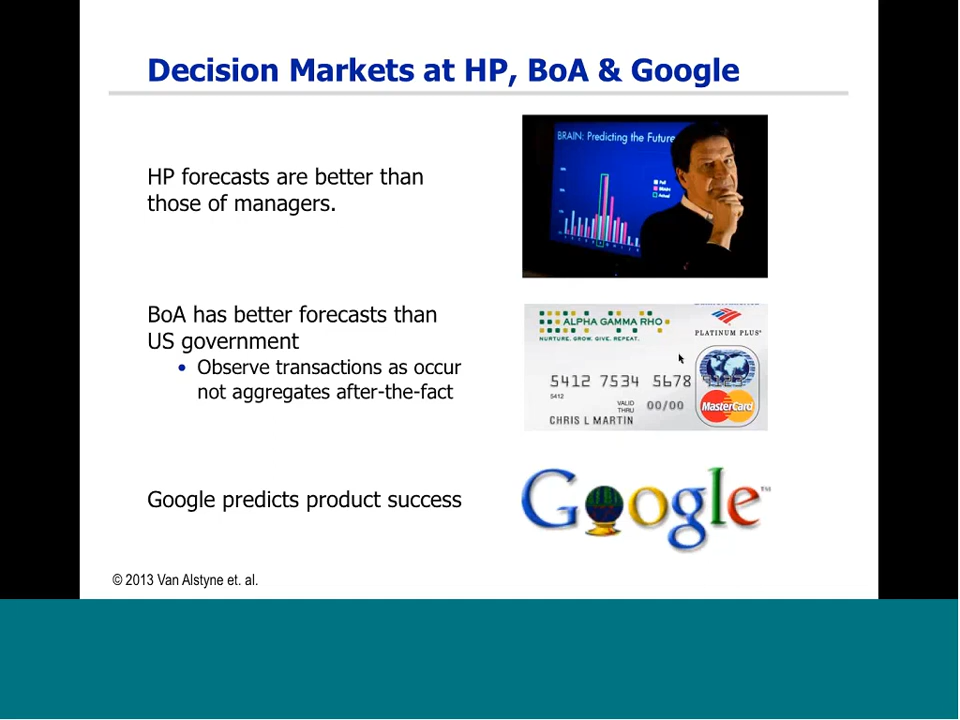 Decision Markets at HP, BoA & Google
HP forecasts are better than
those of managers.
BRAIN: Predicting the Future
BoA has better forecasts than
US government
• Observe transactions as occur
not aggregates after-the-fact
ALPHA GAMMA RHO
NURTURE. GROW. GIVE. REPEAT.
PLATINUM PLUS®
5412 7534 5678 9123
5412
VALID
THRU
00/00
CHRIS L MARTIN
MasterCard
Google predicts product success
Google™
© 2013 Van Alstyne et. al.